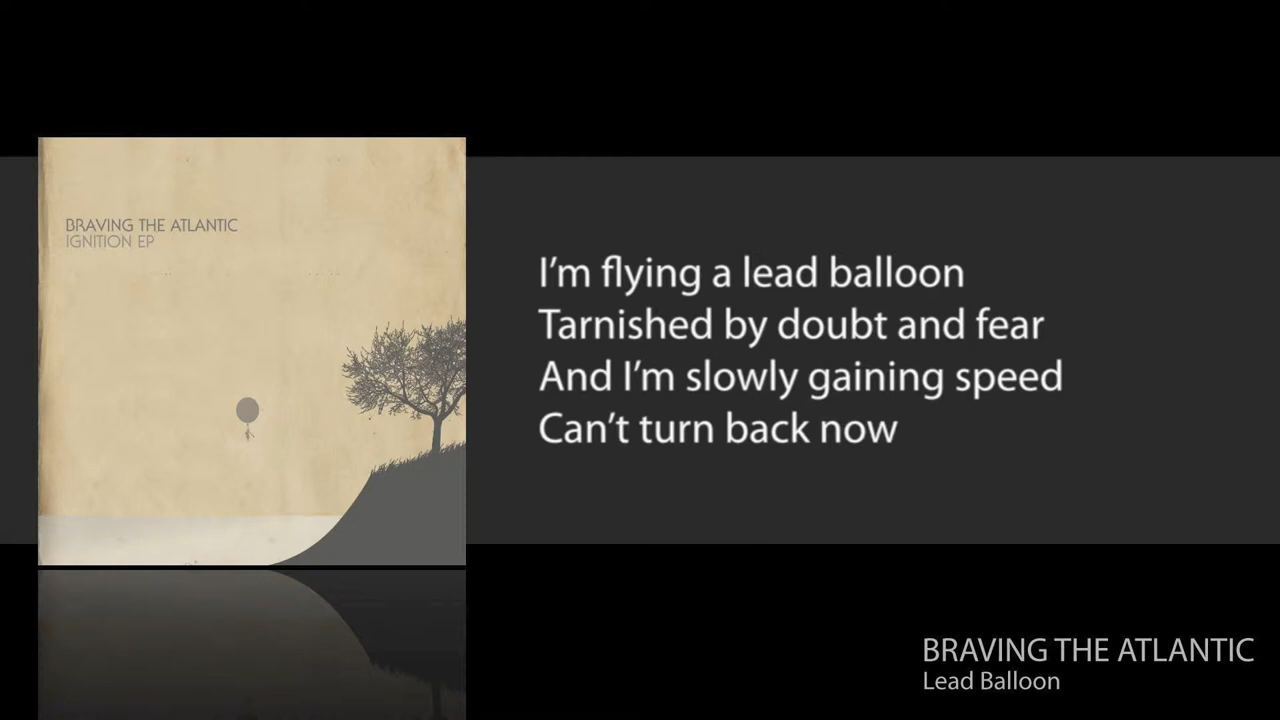 BRAVING THE ATLANTIC
IGNITION EP
I’m flying a lead balloon
Tarnished by doubt and fear
And I’m slowly gaining speed
Can’t turn back now
BRAVING THE ATLANTIC
Lead Balloon